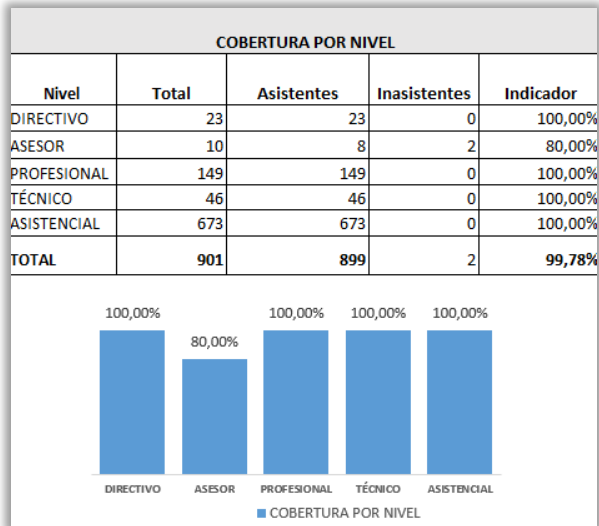 COBERTURA POR NIVEL
Nivel Total Asistentes Inasistentes Indicador
DIRECTIVO 23 23 0 100,00%
ASESOR 10 8 2 80,00%
PROFESIONAL 149 149 0 100,00%
TÉCNICO 46 46 0 100,00%
ASISTENCIAL 673 673 0 100,00%
TOTAL 901 899 2 99,78%
100,00% 80,00% 100,00% 100,00% 100,00%
DIRECTIVO ASESOR PROFESIONAL TÉCNICO ASISTENCIAL
COBERTURA POR NIVEL